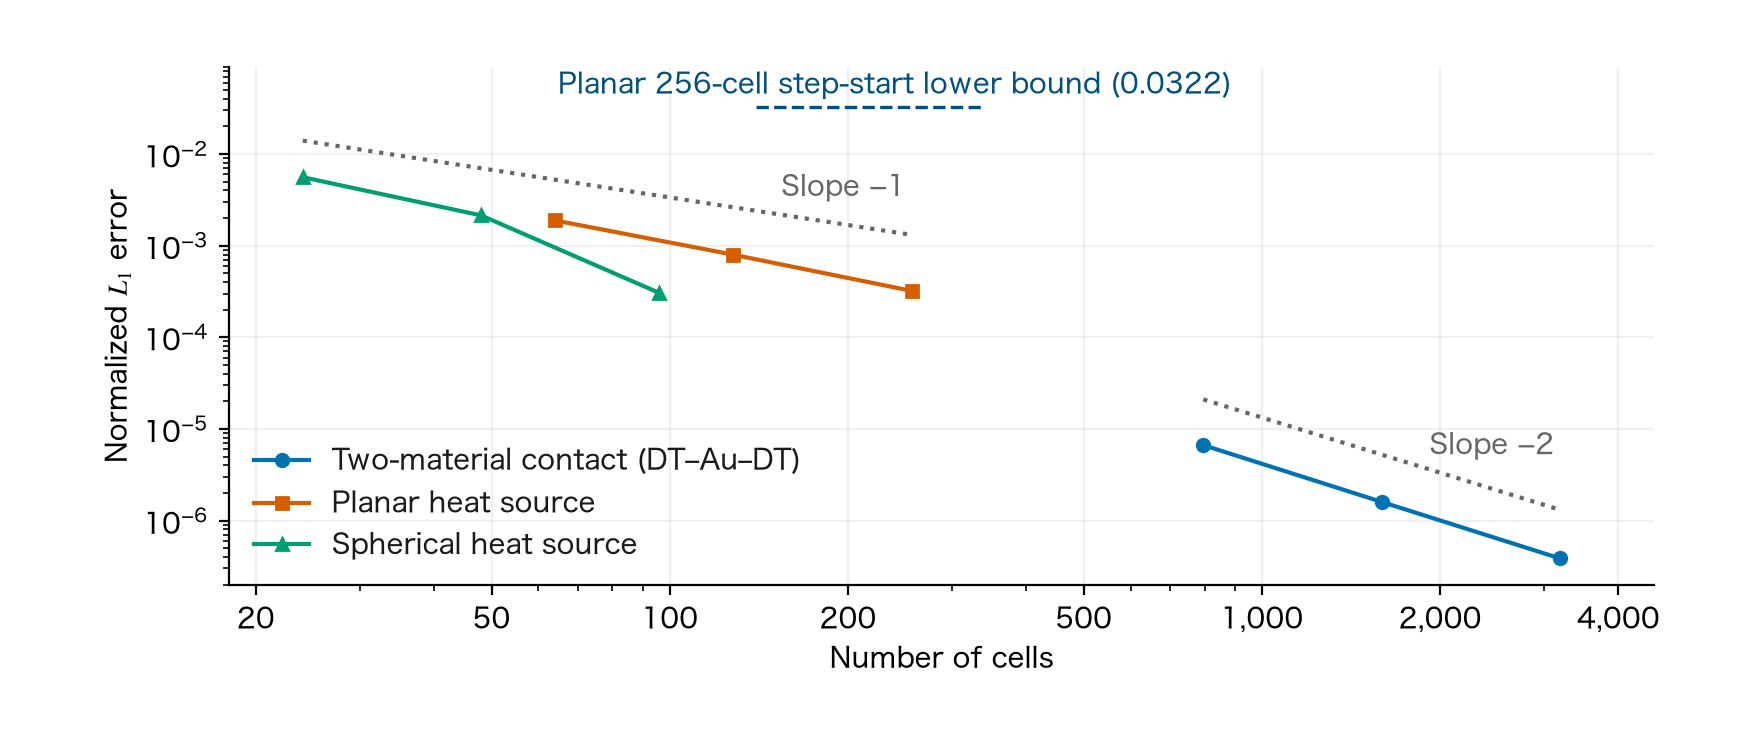 Planar 256-cell step-start lower bound (0.0322)
Slope −1
Slope −2
Normalized L₁ error
10⁻²
10⁻³
10⁻⁴
10⁻⁵
10⁻⁶
Two-material contact (DT–Au–DT)
Planar heat source
Spherical heat source
20 50 100 200 500 1,000 2,000 4,000
Number of cells